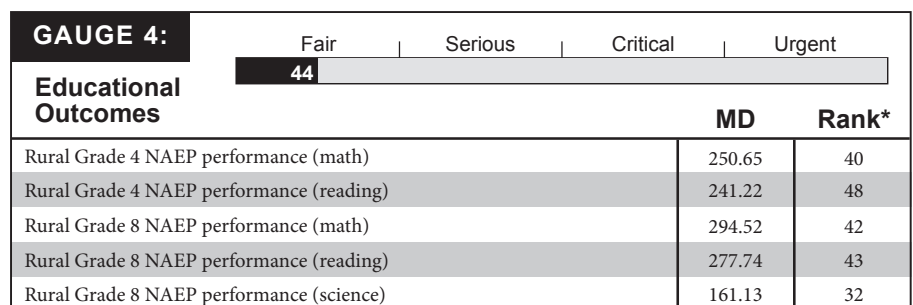 GAUGE 4:
Fair | Serious | Critical | Urgent
44
Educational
Outcomes
MD Rank*
Rural Grade 4 NAEP performance (math) 250.65 40
Rural Grade 4 NAEP performance (reading) 241.22 48
Rural Grade 8 NAEP performance (math) 294.52 42
Rural Grade 8 NAEP performance (reading) 277.74 43
Rural Grade 8 NAEP performance (science) 161.13 32